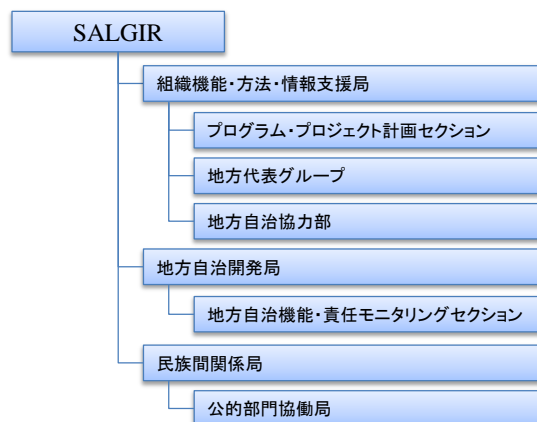 SALGIR
組織機能・方法・情報支援局
プログラム・プロジェクト計画セクション
地方代表グループ
地方自治協力部
地方自治開発局
地方自治機能・責任モニタリングセクション
民族間関係局
公的部門協働局